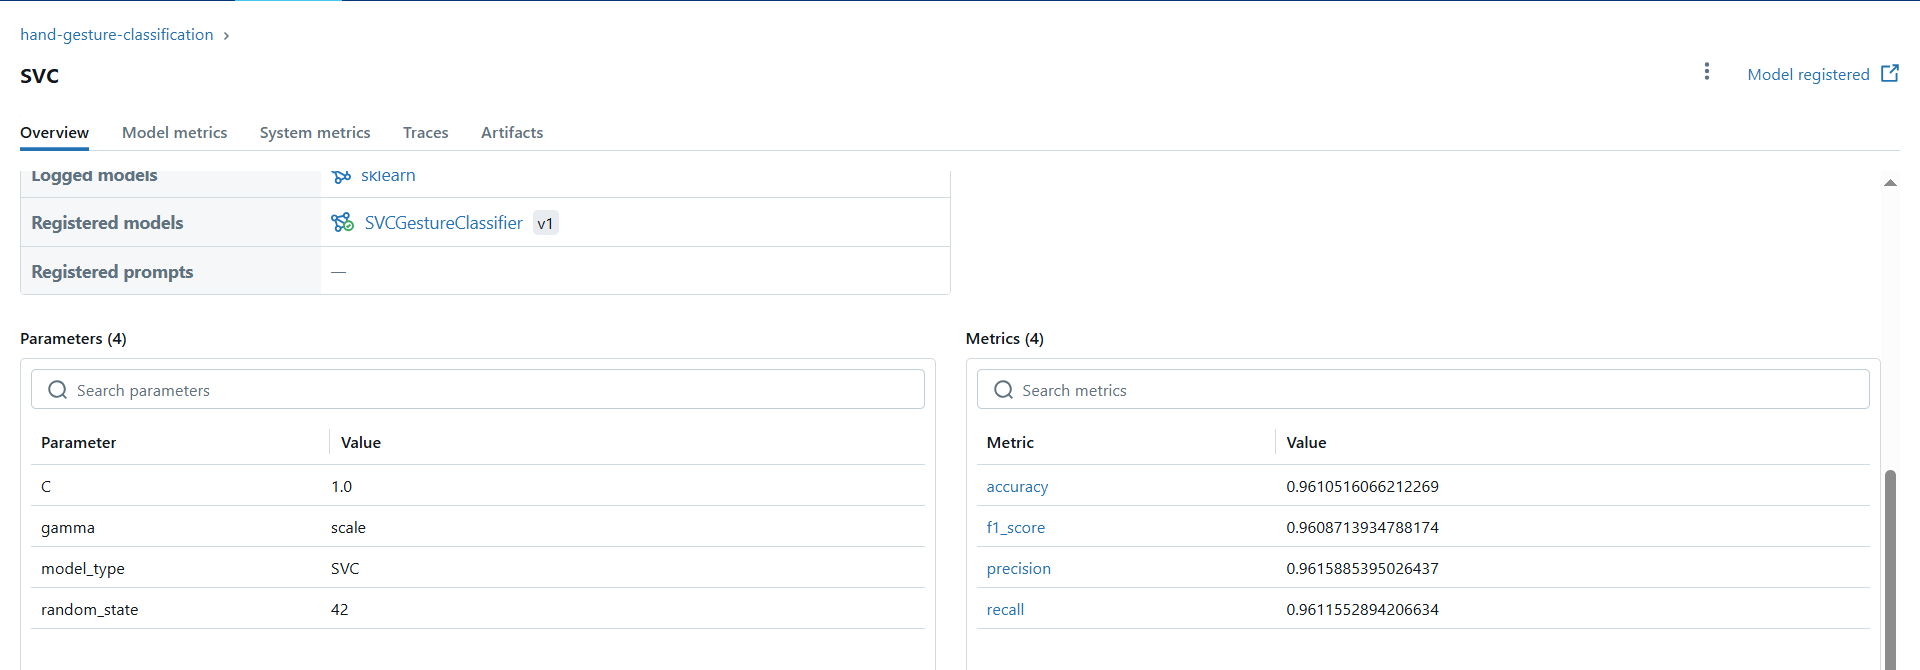 hand-gesture-classification >
SVC
Model registered
Overview Model metrics System metrics Traces Artifacts
Logged models sklearn
Registered models SVCGestureClassifier v1
Registered prompts —
Parameters (4)
Search parameters
Parameter Value
C 1.0
gamma scale
model_type SVC
random_state 42
Metrics (4)
Search metrics
Metric Value
accuracy 0.9610516066212269
f1_score 0.9608713934788174
precision 0.9615885395026437
recall 0.9611552894206634